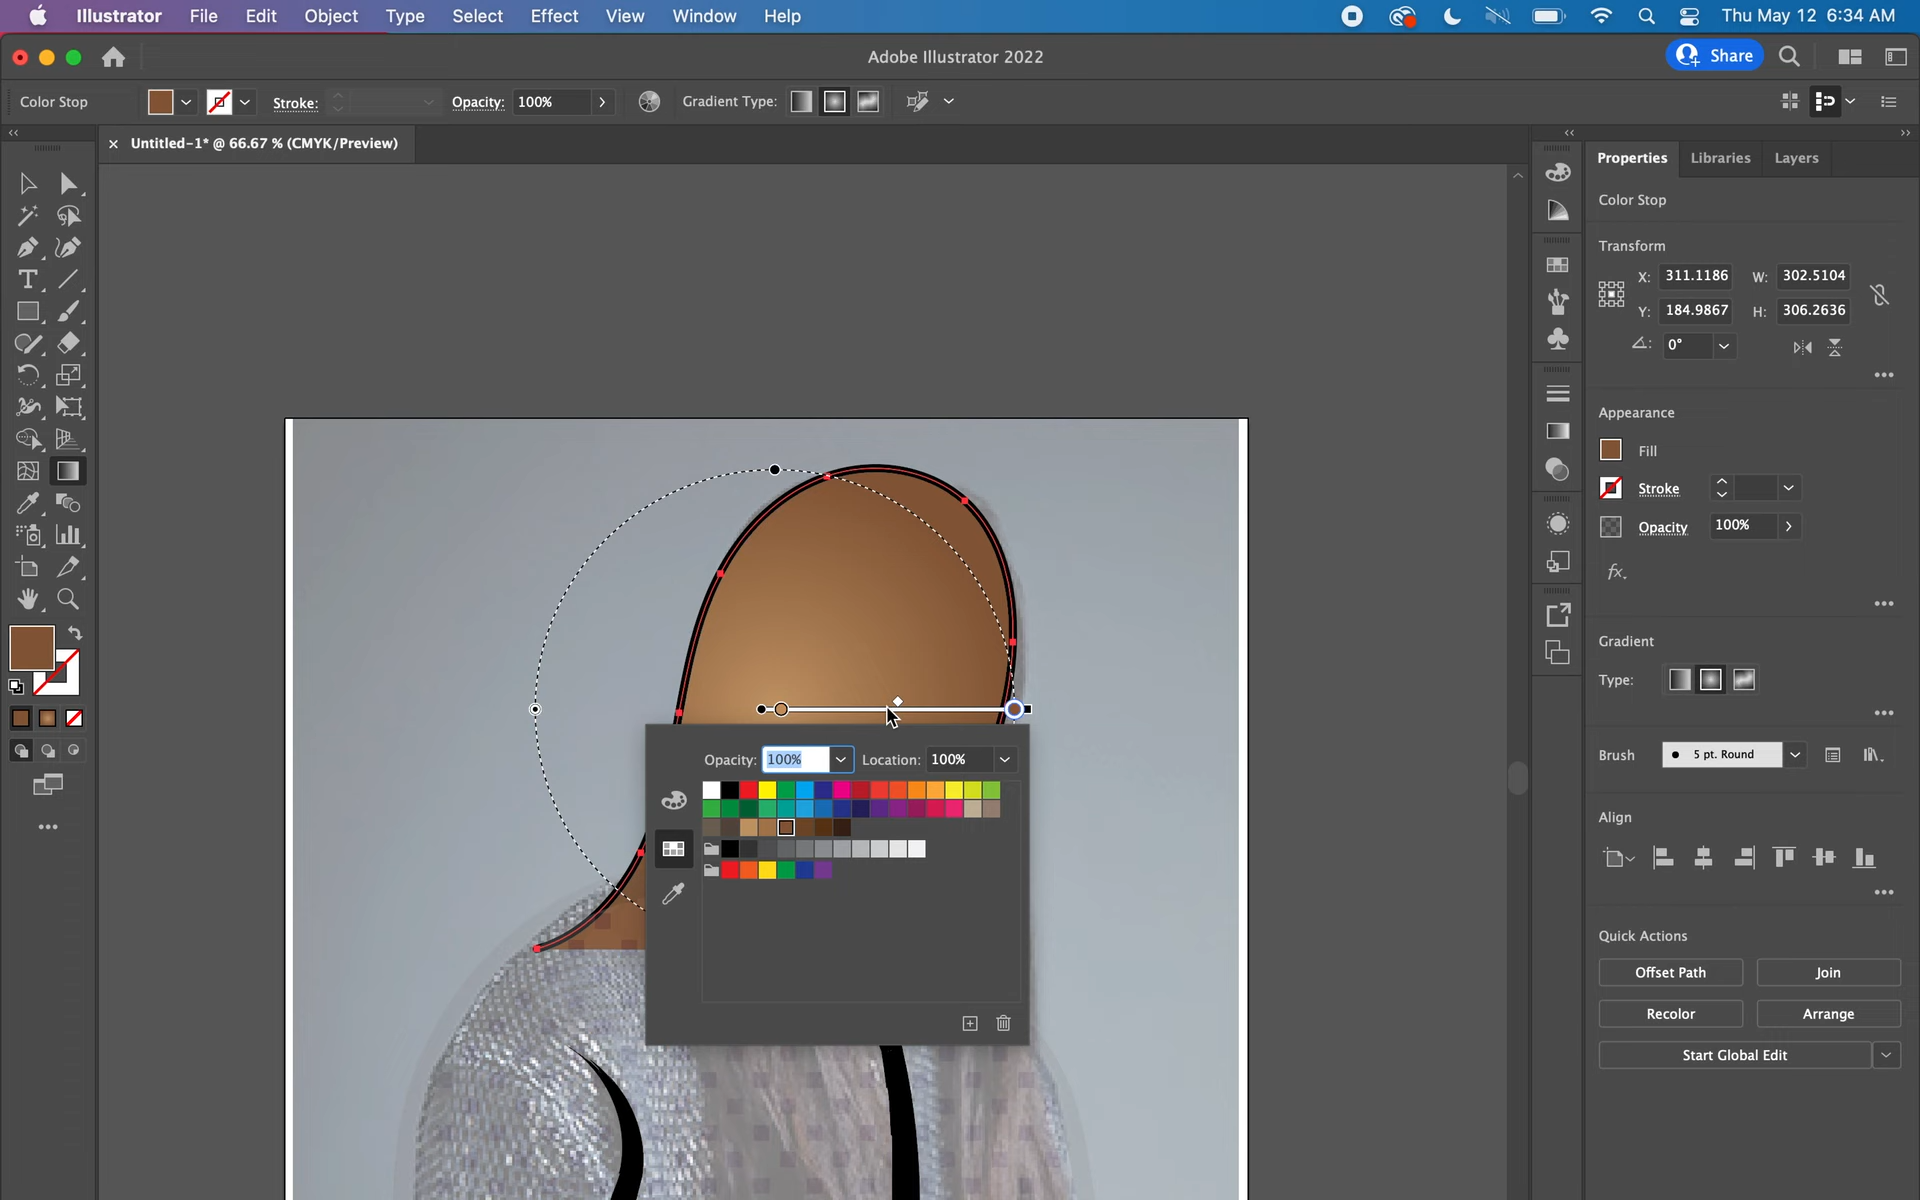 Illustrator File Edit Object Type Select Effect View Window Help Thu May 12 6:34 AM
Adobe Illustrator 2022 Share
Color Stop Stroke: Opacity: 100% Gradient Type:
× Untitled-1* @ 66.67 % (CMYK/Preview)
Properties Libraries Layers
Color Stop
Transform
X: 311.1186 W: 302.5104
Y: 184.9867 H: 306.2636
0°
Appearance
Fill
Stroke
Opacity 100%
fx.
Gradient
Type:
Brush 5 pt. Round
Opacity: 100% Location: 100%
Align
Quick Actions
Offset Path Join
Recolor Arrange
Start Global Edit